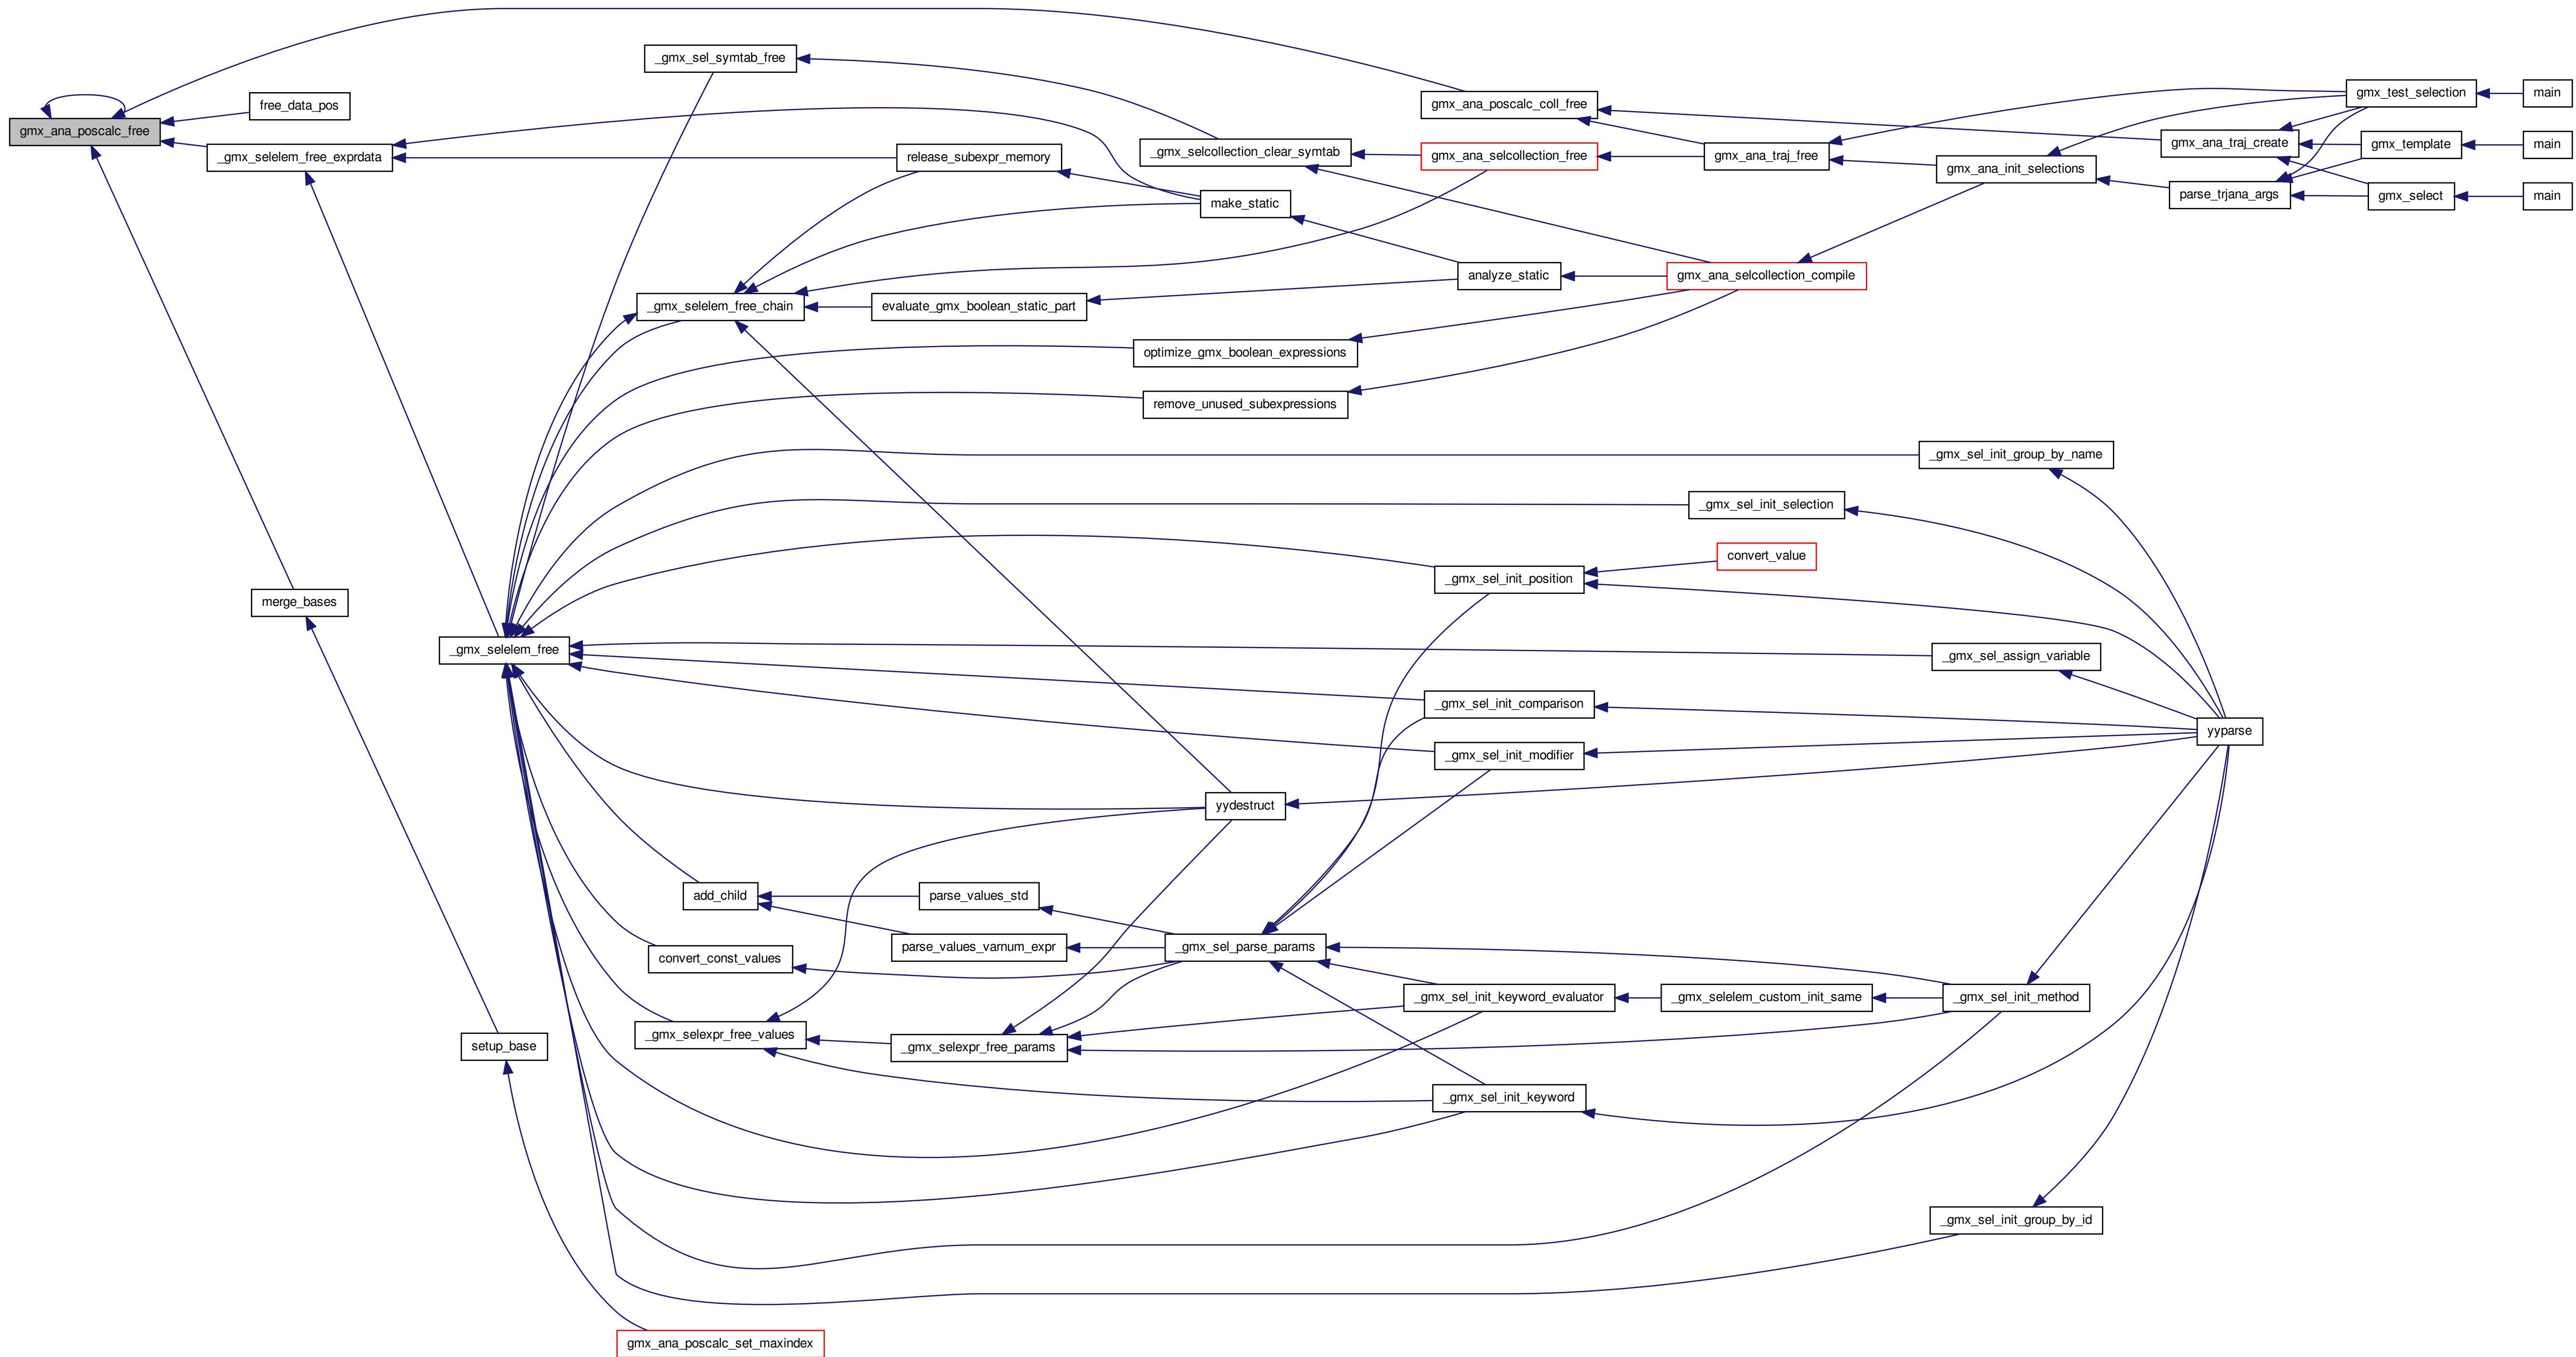 gmx_ana_poscalc_free
free_data_pos
_gmx_selelem_free_exprdata
merge_bases
_gmx_selelem_free
setup_base
_gmx_sel_symtab_free
_gmx_selelem_free_chain
add_child
convert_const_values
_gmx_selexpr_free_values
gmx_ana_poscalc_set_maxindex
release_subexpr_memory
evaluate_gmx_boolean_static_part
parse_values_std
parse_values_varnum_expr
_gmx_selexpr_free_params
_gmx_selcollection_clear_symtab
make_static
optimize_gmx_boolean_expressions
remove_unused_subexpressions
yydestruct
_gmx_sel_parse_params
gmx_ana_poscalc_coll_free
gmx_ana_selcollection_free
analyze_static
_gmx_sel_init_position
_gmx_sel_init_comparison
_gmx_sel_init_modifier
_gmx_sel_init_keyword_evaluator
_gmx_sel_init_keyword
gmx_ana_traj_free
gmx_ana_selcollection_compile
_gmx_sel_init_selection
convert_value
_gmx_selelem_custom_init_same
gmx_ana_init_selections
_gmx_sel_init_group_by_name
_gmx_sel_assign_variable
_gmx_sel_init_method
_gmx_sel_init_group_by_id
gmx_ana_traj_create
parse_trjana_args
yyparse
gmx_test_selection
gmx_template
gmx_select
main
main
main